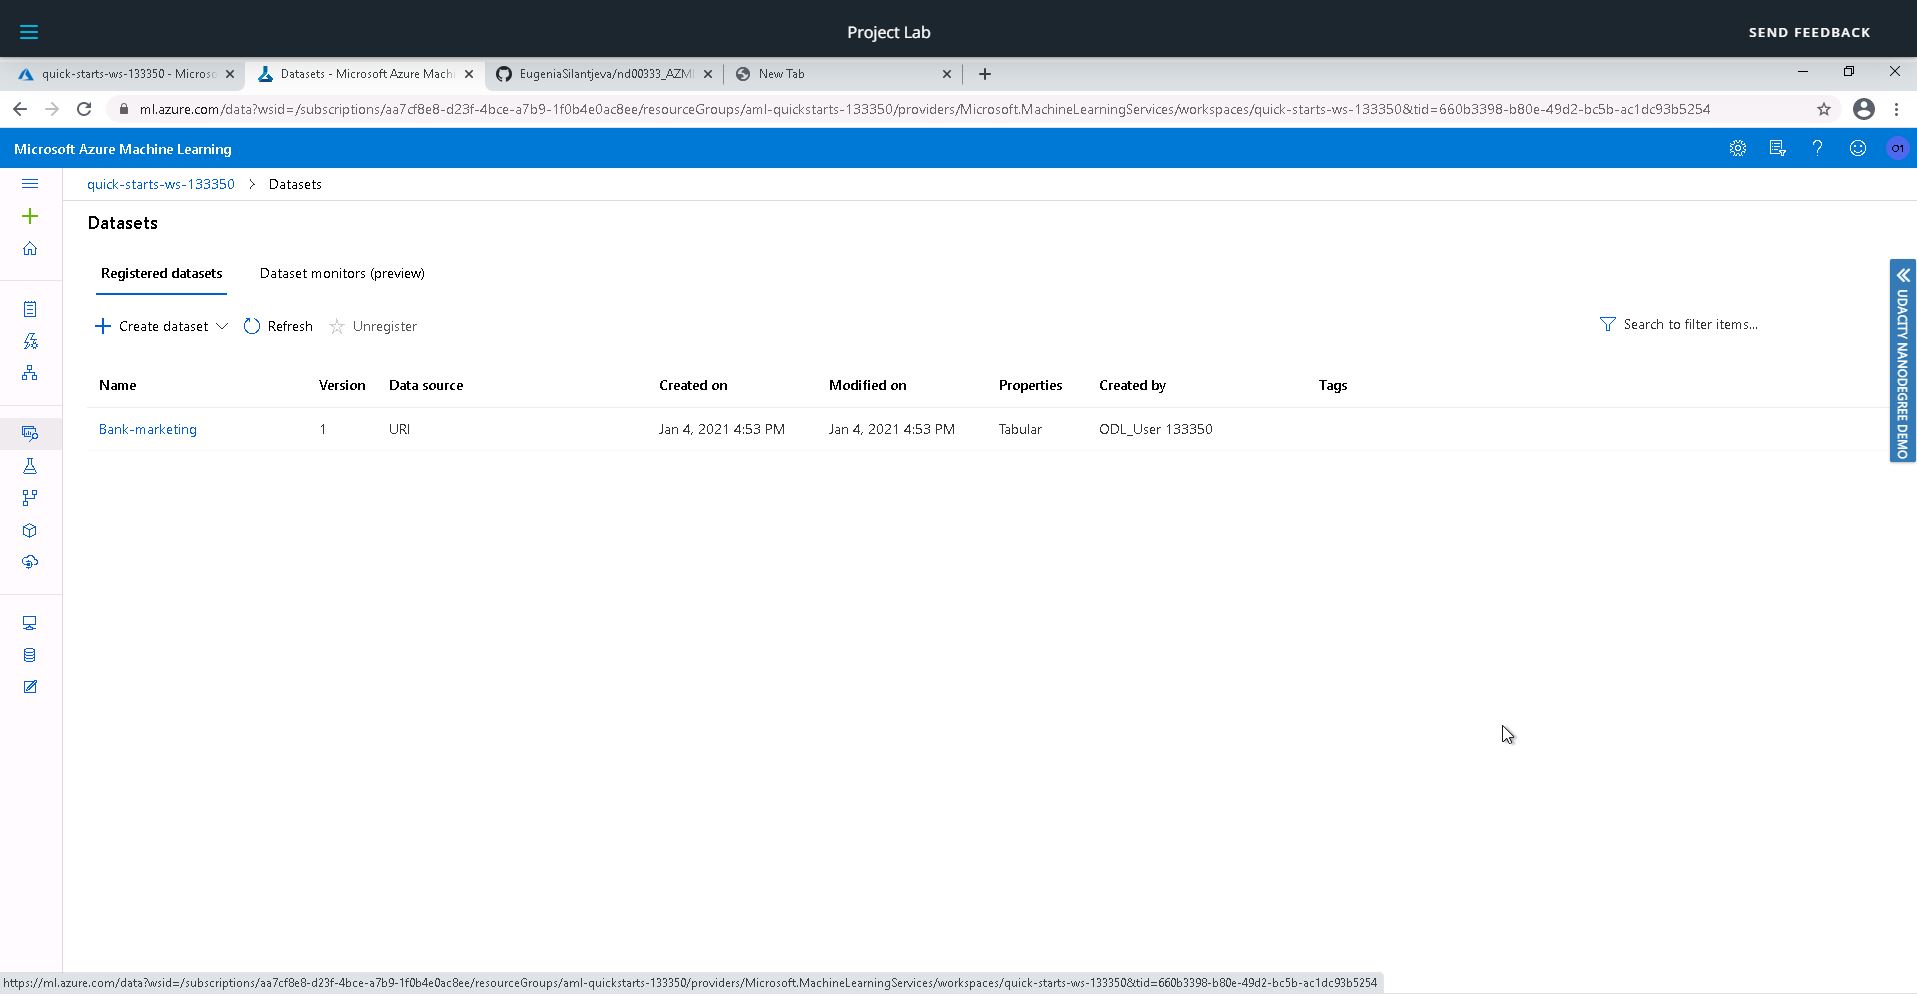 Project Lab
SEND FEEDBACK
quick-starts-ws-133350 - Microso
Datasets - Microsoft Azure Machi
EugeniaSilantjeva/nd00333_AZMI
New Tab
ml.azure.com/data?wsid=/subscriptions/aa7cf8e8-d23f-4bce-a7b9-1f0b4e0ac8ee/resourceGroups/aml-quickstarts-133350/providers/Microsoft.MachineLearningServices/workspaces/quick-starts-ws-133350&tid=660b3398-b80e-49d2-bc5b-ac1dc93b5254
Microsoft Azure Machine Learning
O1
quick-starts-ws-133350 > Datasets
Datasets
Registered datasets
Dataset monitors (preview)
Create dataset
Refresh
Unregister
Search to filter items...
UDACITY NANODEGREE DEMO
Name Version Data source Created on Modified on Properties Created by Tags
Bank-marketing 1 URI Jan 4, 2021 4:53 PM Jan 4, 2021 4:53 PM Tabular ODL_User 133350
https://ml.azure.com/data?wsid=/subscriptions/aa7cf8e8-d23f-4bce-a7b9-1f0b4e0ac8ee/resourceGroups/aml-quickstarts-133350/providers/Microsoft.MachineLearningServices/workspaces/quick-starts-ws-133350&tid=660b3398-b80e-49d2-bc5b-ac1dc93b5254